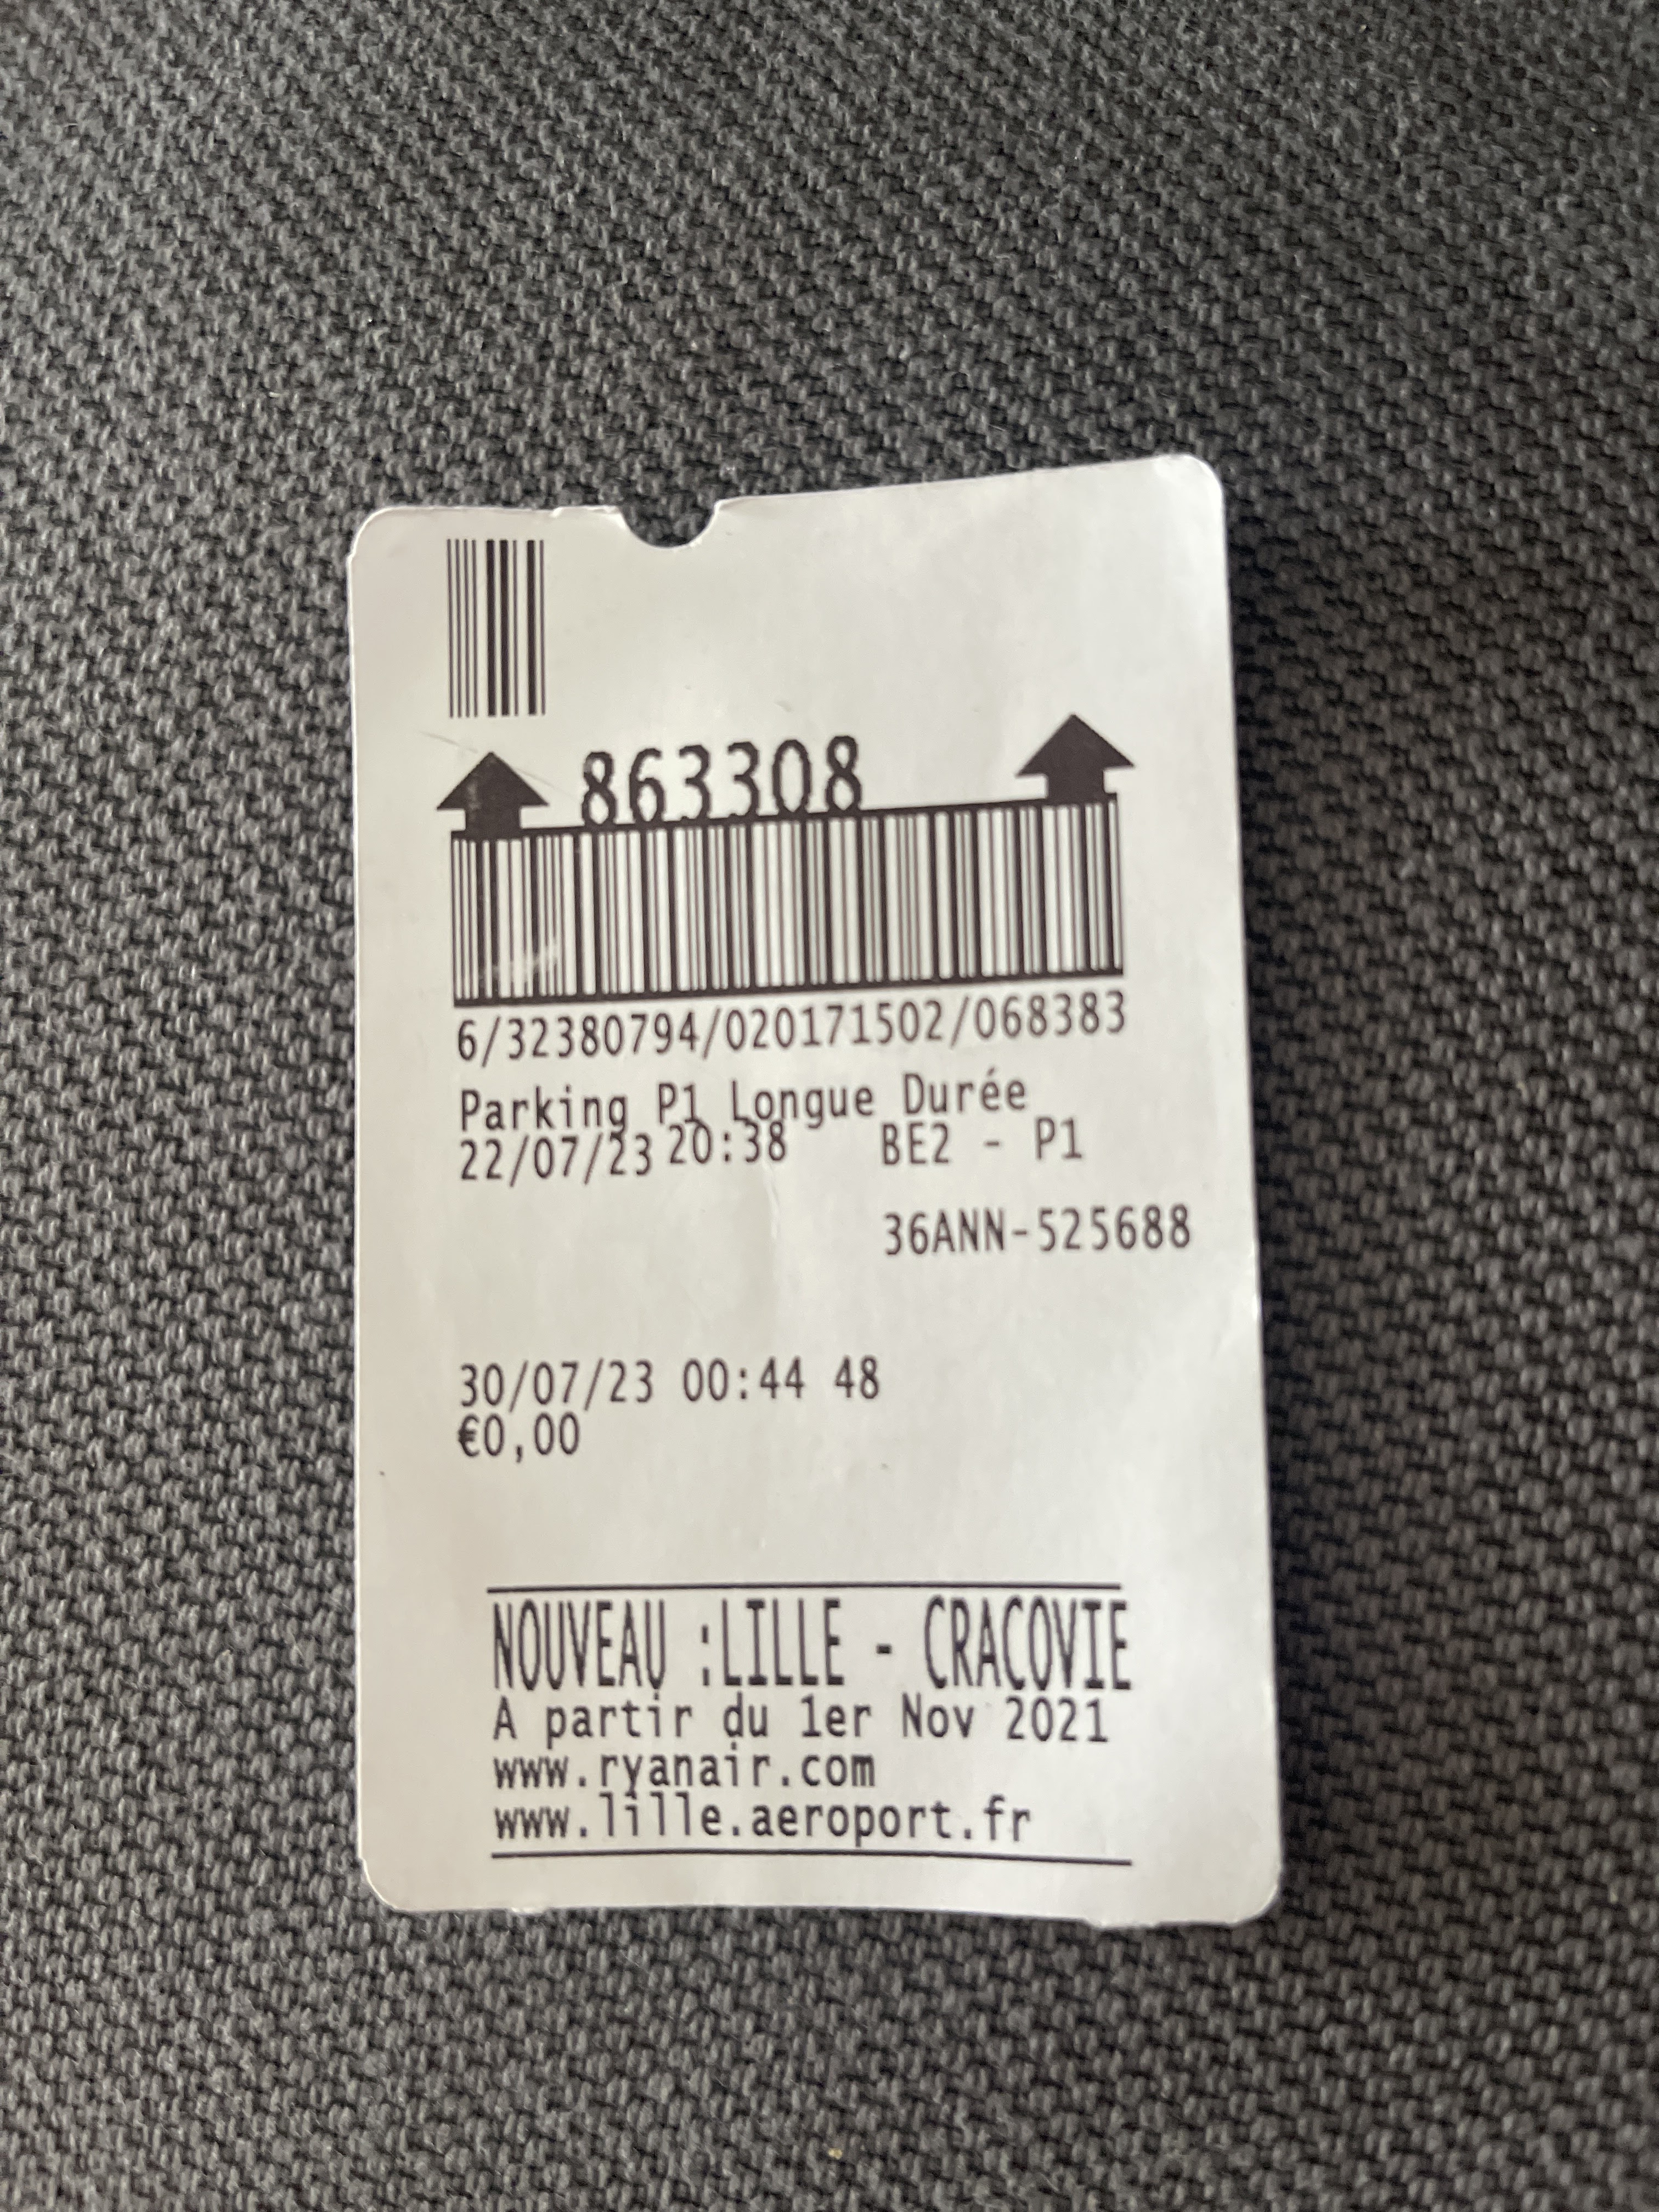 863308
6/32380794/020171502/068383
Parking P1 Longue Durée
22/07/23 20:38 BE2 - P1
36ANN-525688
30/07/23 00:44 48
€0,00
NOUVEAU :LILLE - CRACOVIE
A partir du 1er Nov 2021
www.ryanair.com
www.lille.aeroport.fr